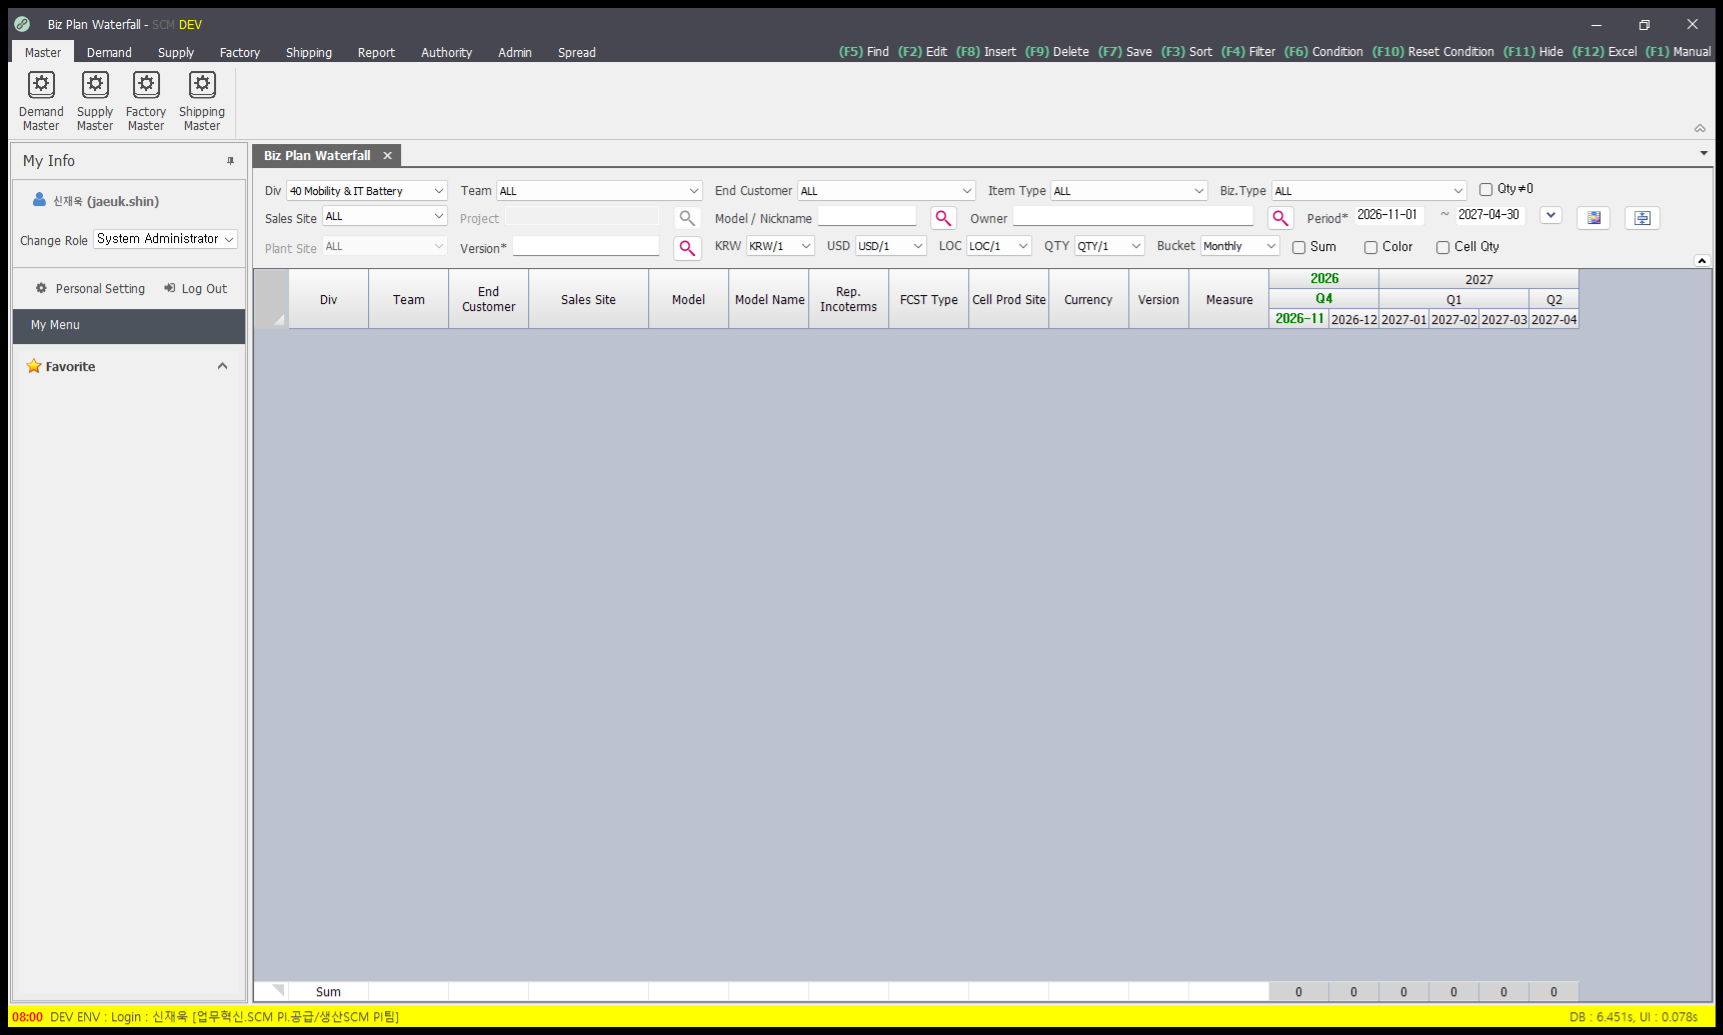 Biz Plan Waterfall - SCM DEV
Master Demand Supply Factory Shipping Report Authority Admin Spread
(F5) Find (F2) Edit (F8) Insert (F9) Delete (F7) Save (F3) Sort (F4) Filter (F6) Condition (F10) Reset Condition (F11) Hide (F12) Excel (F1) Manual
Demand Master
Supply Master
Factory Master
Shipping Master
My Info
신재욱 (jaeuk.shin)
Change Role System Administrator
Personal Setting Log Out
My Menu
Favorite
Biz Plan Waterfall
Div 40 Mobility & IT Battery Team ALL End Customer ALL Item Type ALL Biz.Type ALL Qty≠0
Sales Site ALL Project Model / Nickname Owner Period* 2026-11-01 ~ 2027-04-30
Plant Site ALL Version* KRW KRW/1 USD USD/1 LOC LOC/1 QTY QTY/1 Bucket Monthly Sum Color Cell Qty
Div Team End Customer Sales Site Model Model Name Rep. Incoterms FCST Type Cell Prod Site Currency Version Measure
2026 2027
Q4 Q1 Q2
2026-11 2026-12 2027-01 2027-02 2027-03 2027-04
Sum 0 0 0 0 0 0
08:00 DEV ENV : Login : 신재욱 [업무혁신.SCM PI.공급/생산SCM PI팀]
DB : 6.451s, UI : 0.078s